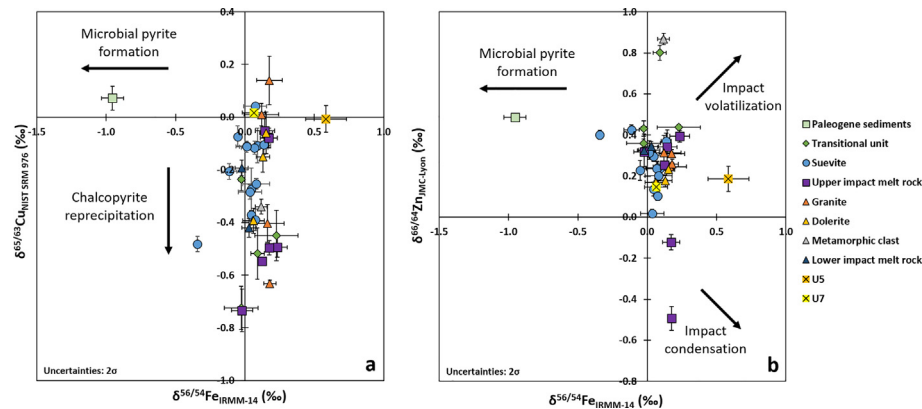 0.4
Microbial pyrite
formation
0.2
0.0
-1.5
-1.0
-0.5
0.0
0.5
1.0
-0.2
Chalcopyrite
reprecipitation
-0.4
-0.6
-0.8
-1.0
δ65/63CuNIST SRM 976 (‰)
Uncertainties: 2σ
a
δ56/54FeIRMM-14 (‰)
1.0
0.8
Microbial pyrite
formation
Impact
volatilization
0.6
0.4
0.2
0.0
-1.5
-1.0
-0.5
0.0
0.5
1.0
-0.2
-0.4
Impact
condensation
-0.6
-0.8
δ66/64ZnJMC-Lyon (‰)
Uncertainties: 2σ
b
δ56/54FeIRMM-14 (‰)
Paleogene sediments
Transitional unit
Suevite
Upper impact melt rock
Granite
Dolerite
Metamorphic clast
Lower impact melt rock
U5
U7